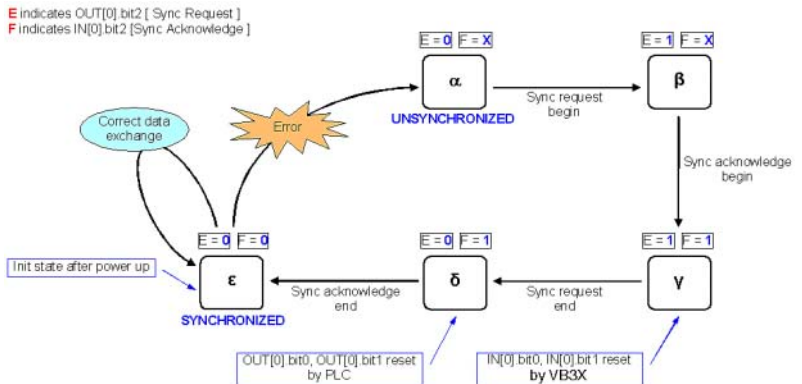 E indicates OUT[0].bit2 [ Sync Request ]
F indicates IN[0].bit2 [Sync Acknowledge ]
E = 0 F = X
E = 1 F = X
α
β
UNSYNCHRONIZED
Sync request
begin
Correct data
exchange
Error
Sync acknowledge
begin
E = 0 F = 0
E = 0 F = 1
E = 1 F = 1
Init state after power up
ε
δ
γ
SYNCHRONIZED
Sync acknowledge
end
Sync request
end
OUT[0].bit0, OUT[0].bit1 reset
by PLC
IN[0].bit0, IN[0].bit1 reset
by VB3X